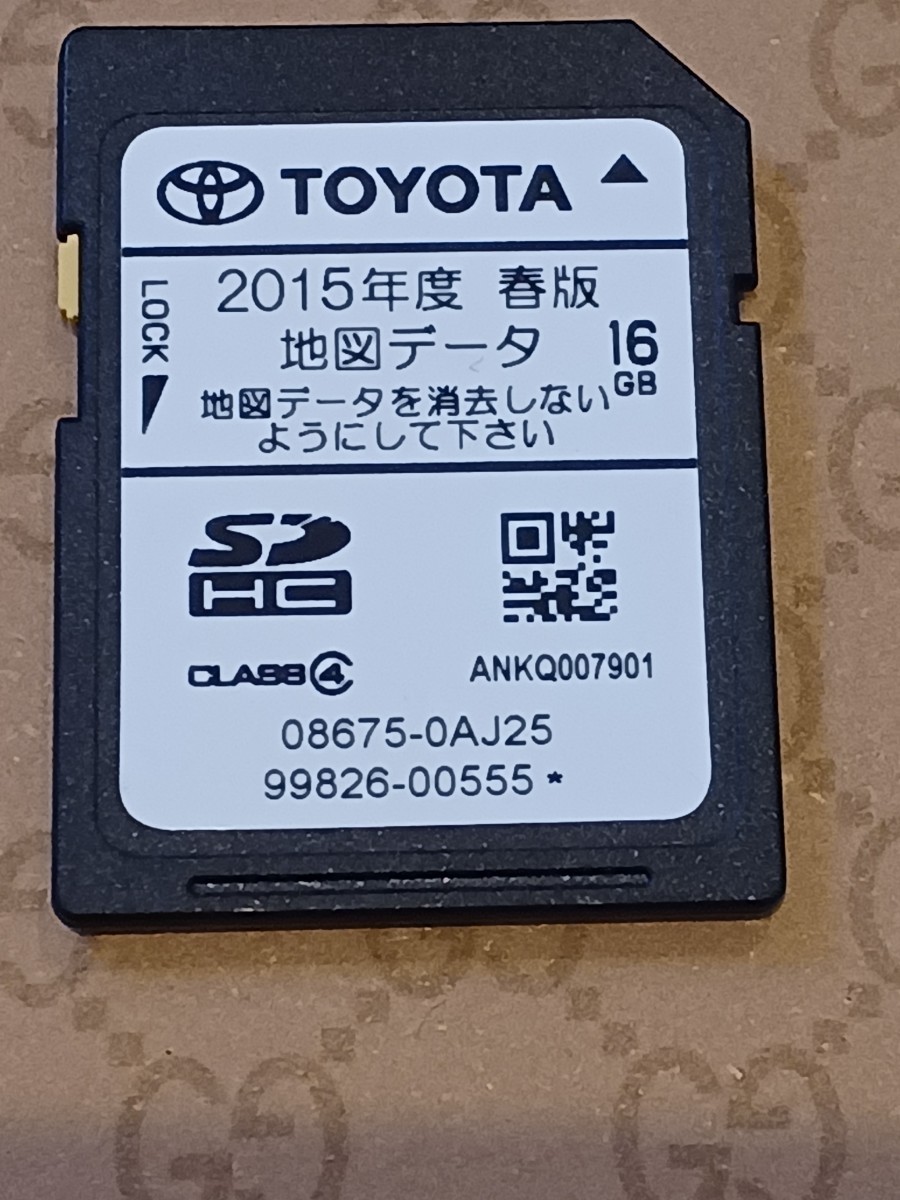 TOYOTA
LOCK
2015年度 春版
地図データ
16
GB
地図データを消去しない
ようにして下さい
SD
HC
CLASS4
ANKQ007901
08675-0AJ25
99826-00555*